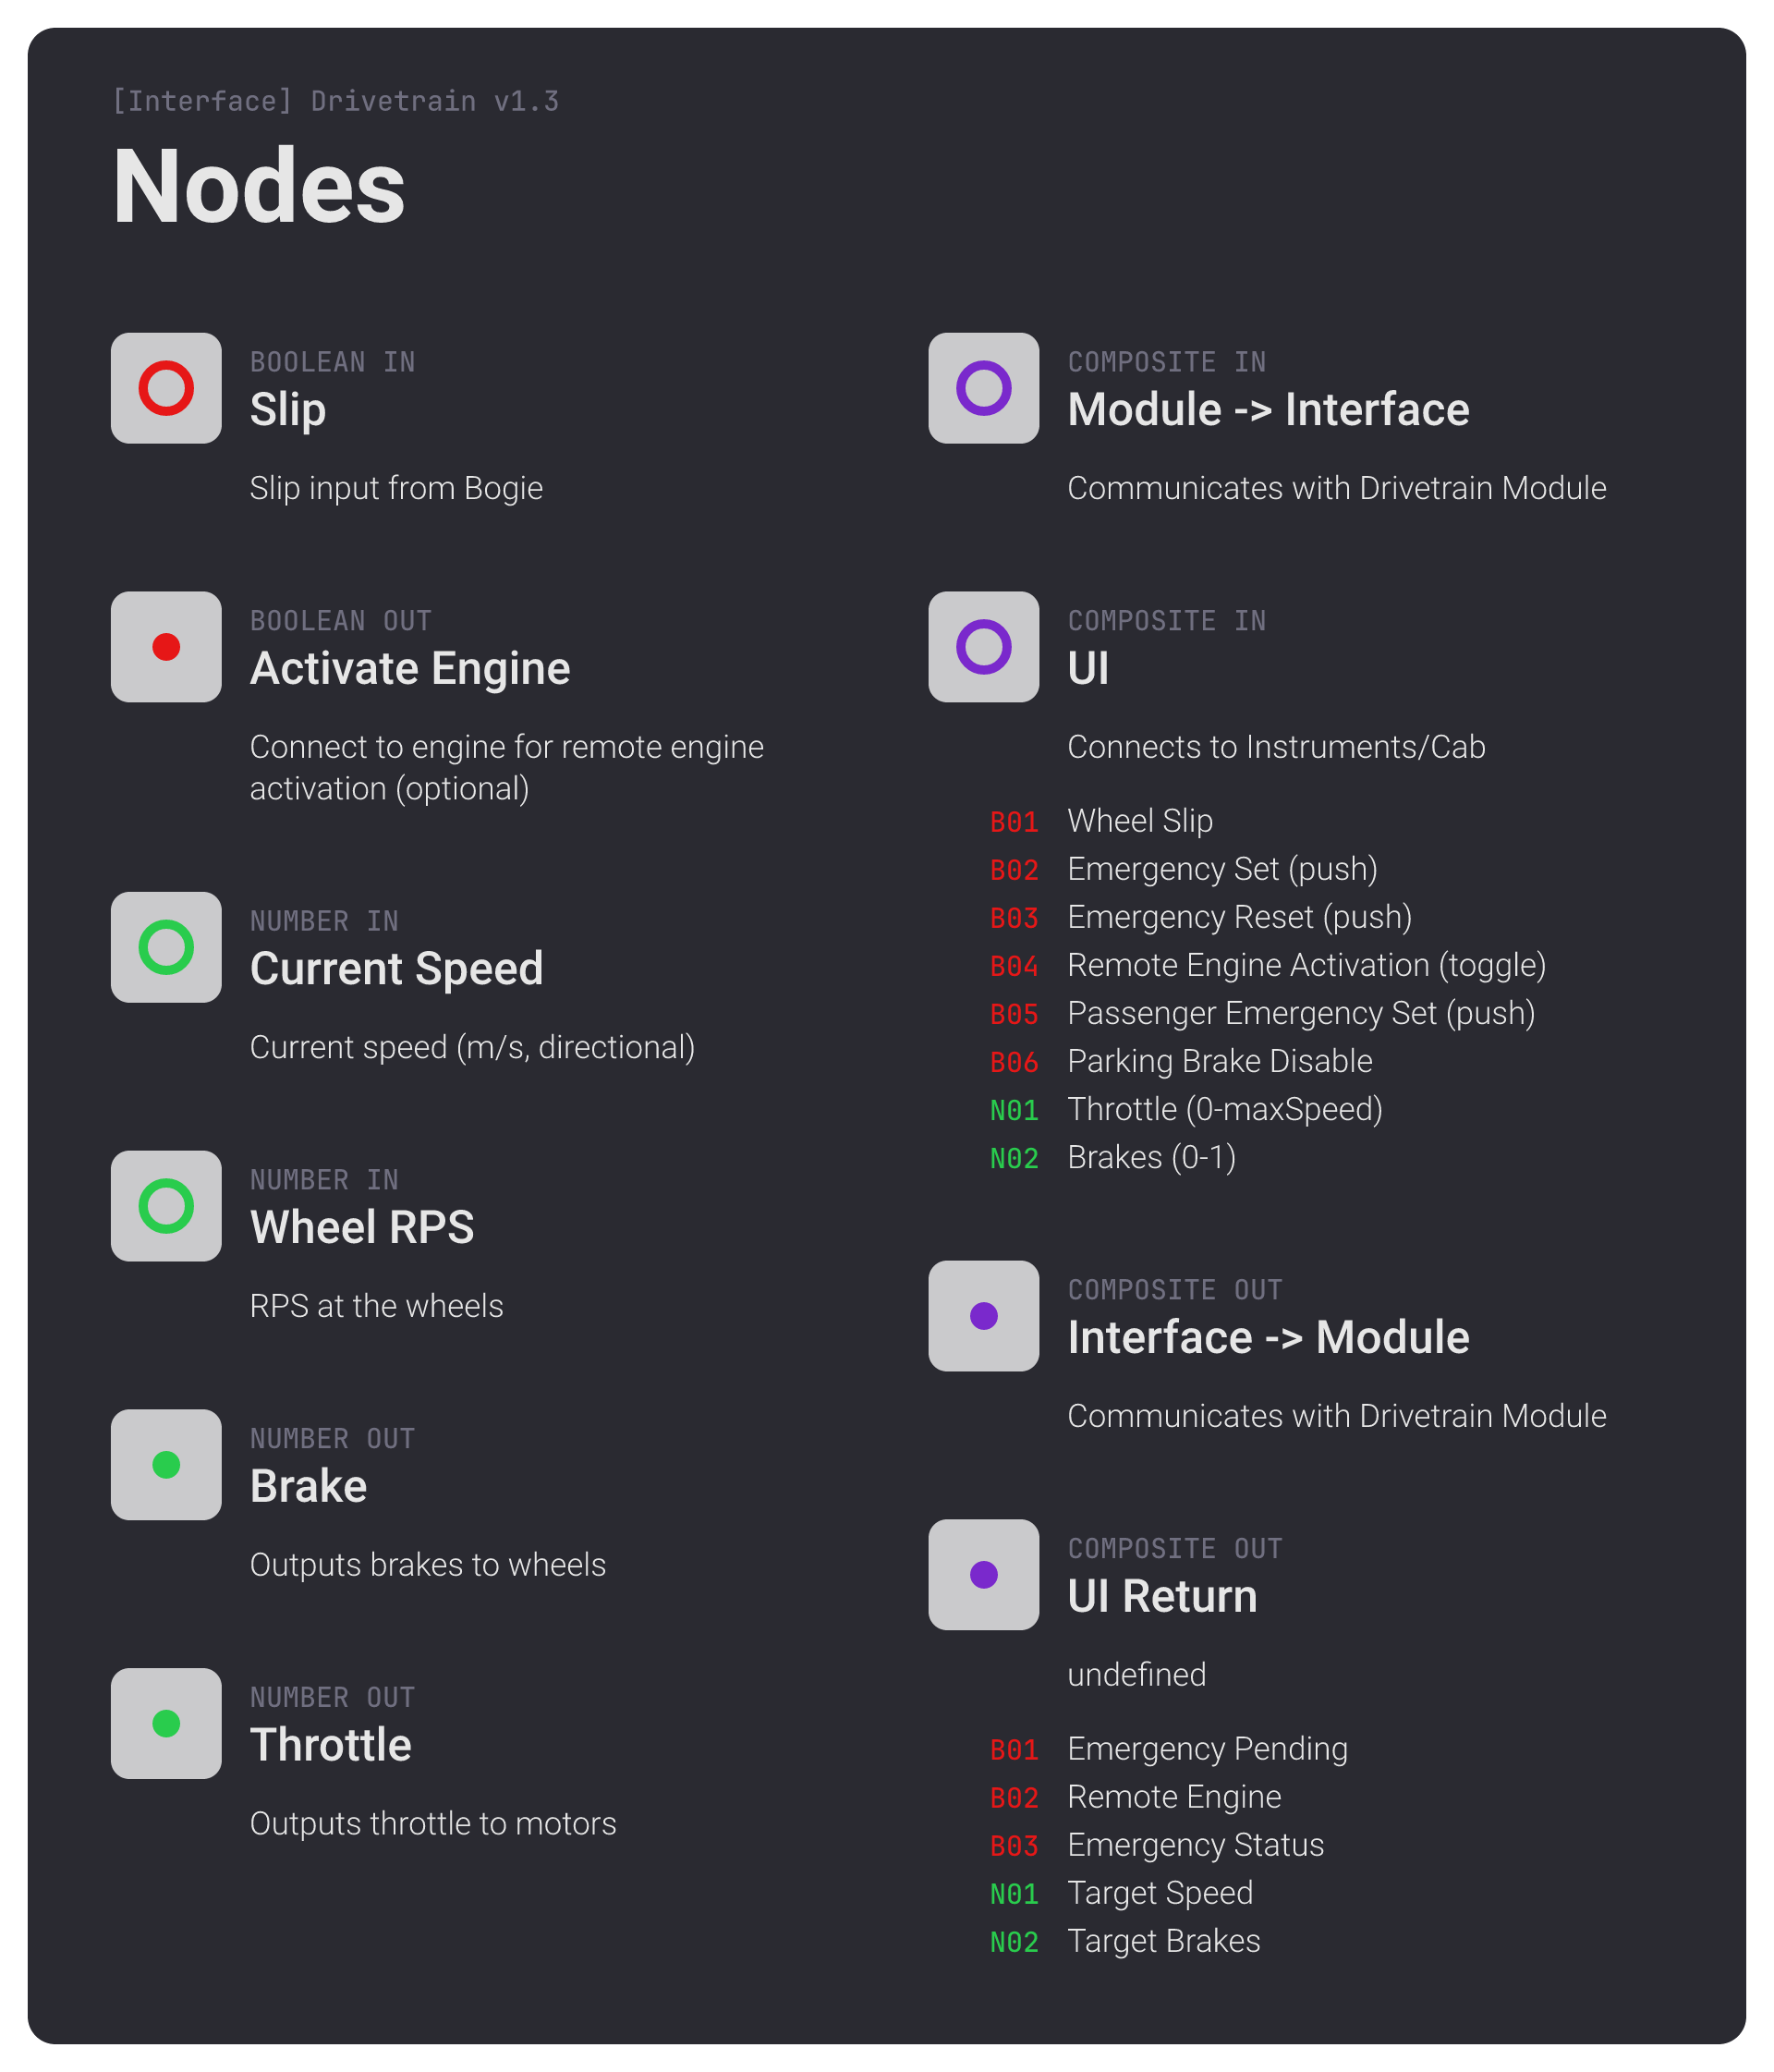 [Interface] Drivetrain v1.3
Nodes
BOOLEAN IN
Slip
Slip input from Bogie
BOOLEAN OUT
Activate Engine
Connect to engine for remote engine
activation (optional)
NUMBER IN
Current Speed
Current speed (m/s, directional)
NUMBER IN
Wheel RPS
RPS at the wheels
NUMBER OUT
Brake
Outputs brakes to wheels
NUMBER OUT
Throttle
Outputs throttle to motors
COMPOSITE IN
Module -> Interface
Communicates with Drivetrain Module
COMPOSITE IN
UI
Connects to Instruments/Cab
B01 Wheel Slip
B02 Emergency Set (push)
B03 Emergency Reset (push)
B04 Remote Engine Activation (toggle)
B05 Passenger Emergency Set (push)
B06 Parking Brake Disable
N01 Throttle (0-maxSpeed)
N02 Brakes (0-1)
COMPOSITE OUT
Interface -> Module
Communicates with Drivetrain Module
COMPOSITE OUT
UI Return
undefined
B01 Emergency Pending
B02 Remote Engine
B03 Emergency Status
N01 Target Speed
N02 Target Brakes